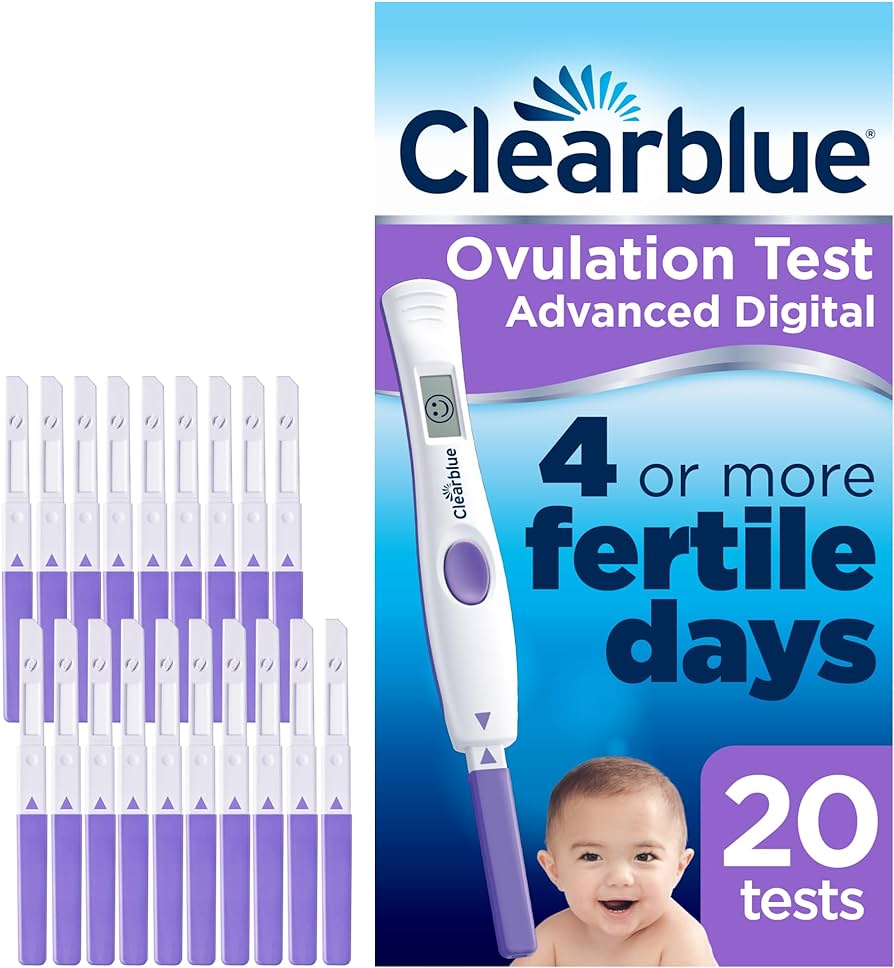 Clearblue®
Ovulation Test
Advanced Digital
Clearblue
4 or more
fertile
days
20
tests